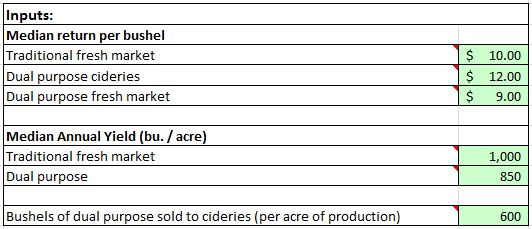 Inputs:
Median return per bushel
Traditional fresh market $ 10.00
Dual purpose cideries $ 12.00
Dual purpose fresh market $ 9.00
Median Annual Yield (bu. / acre)
Traditional fresh market 1,000
Dual purpose 850
Bushels of dual purpose sold to cideries (per acre of production) 600